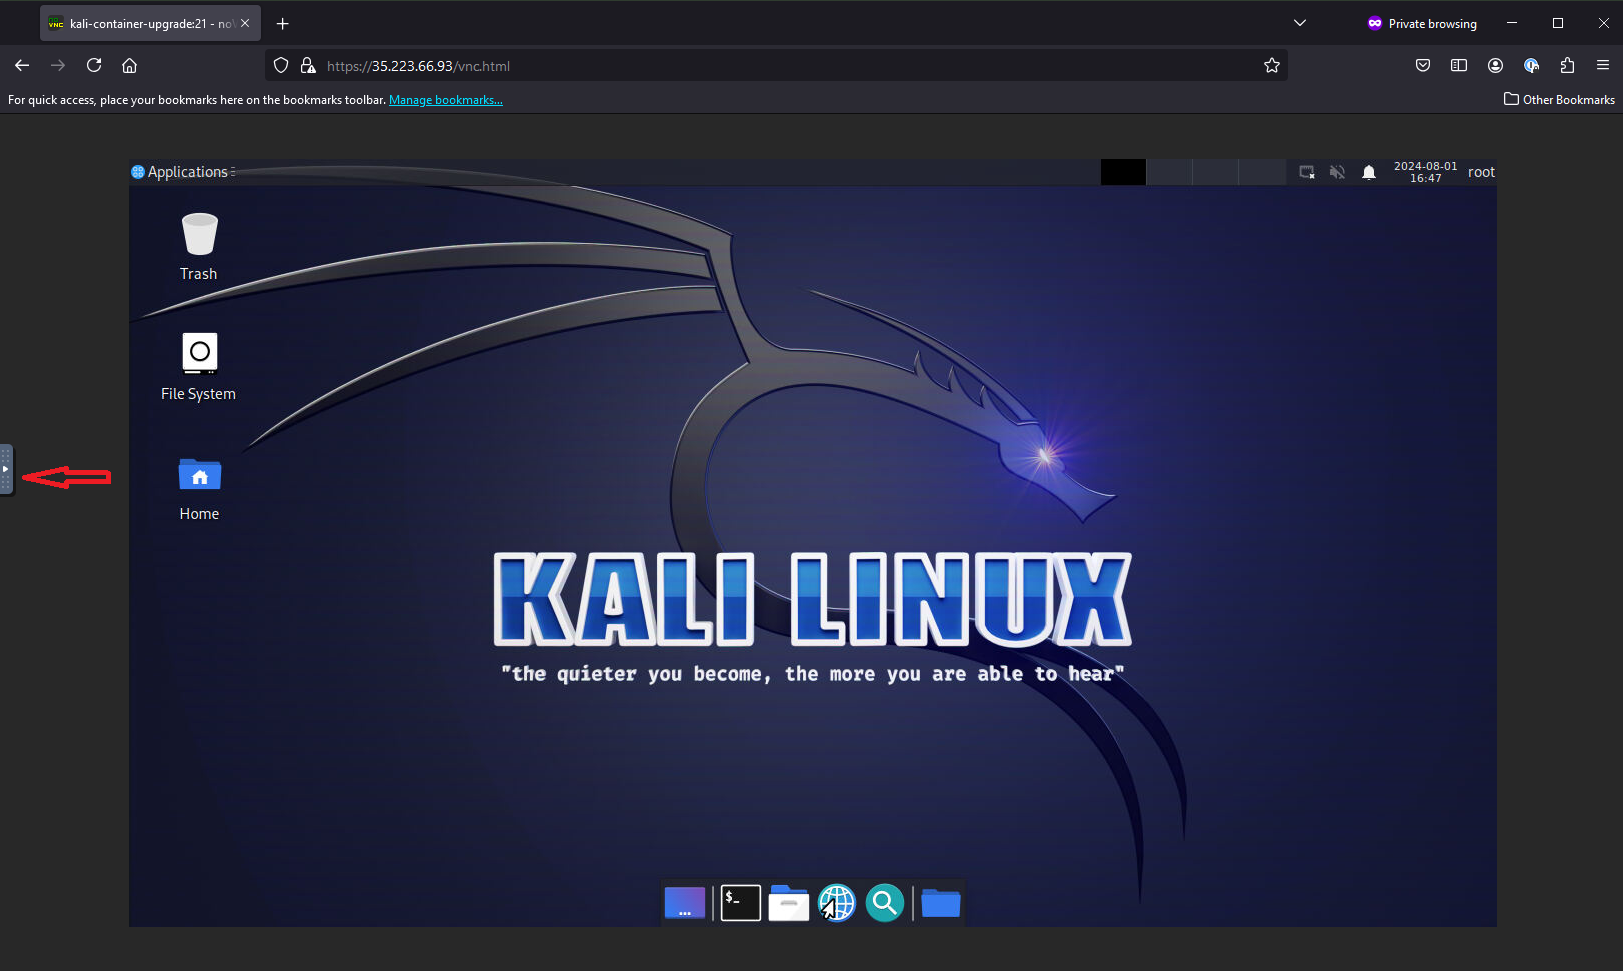 kali-container-upgrade:21 - noV
Private browsing
https://35.223.66.93/vnc.html
For quick access, place your bookmarks here on the bookmarks toolbar. Manage bookmarks...
Other Bookmarks
Applications
2024-08-01
16:47
root
Trash
File System
Home
KALI LINUX
"the quieter you become, the more you are able to hear"
$_